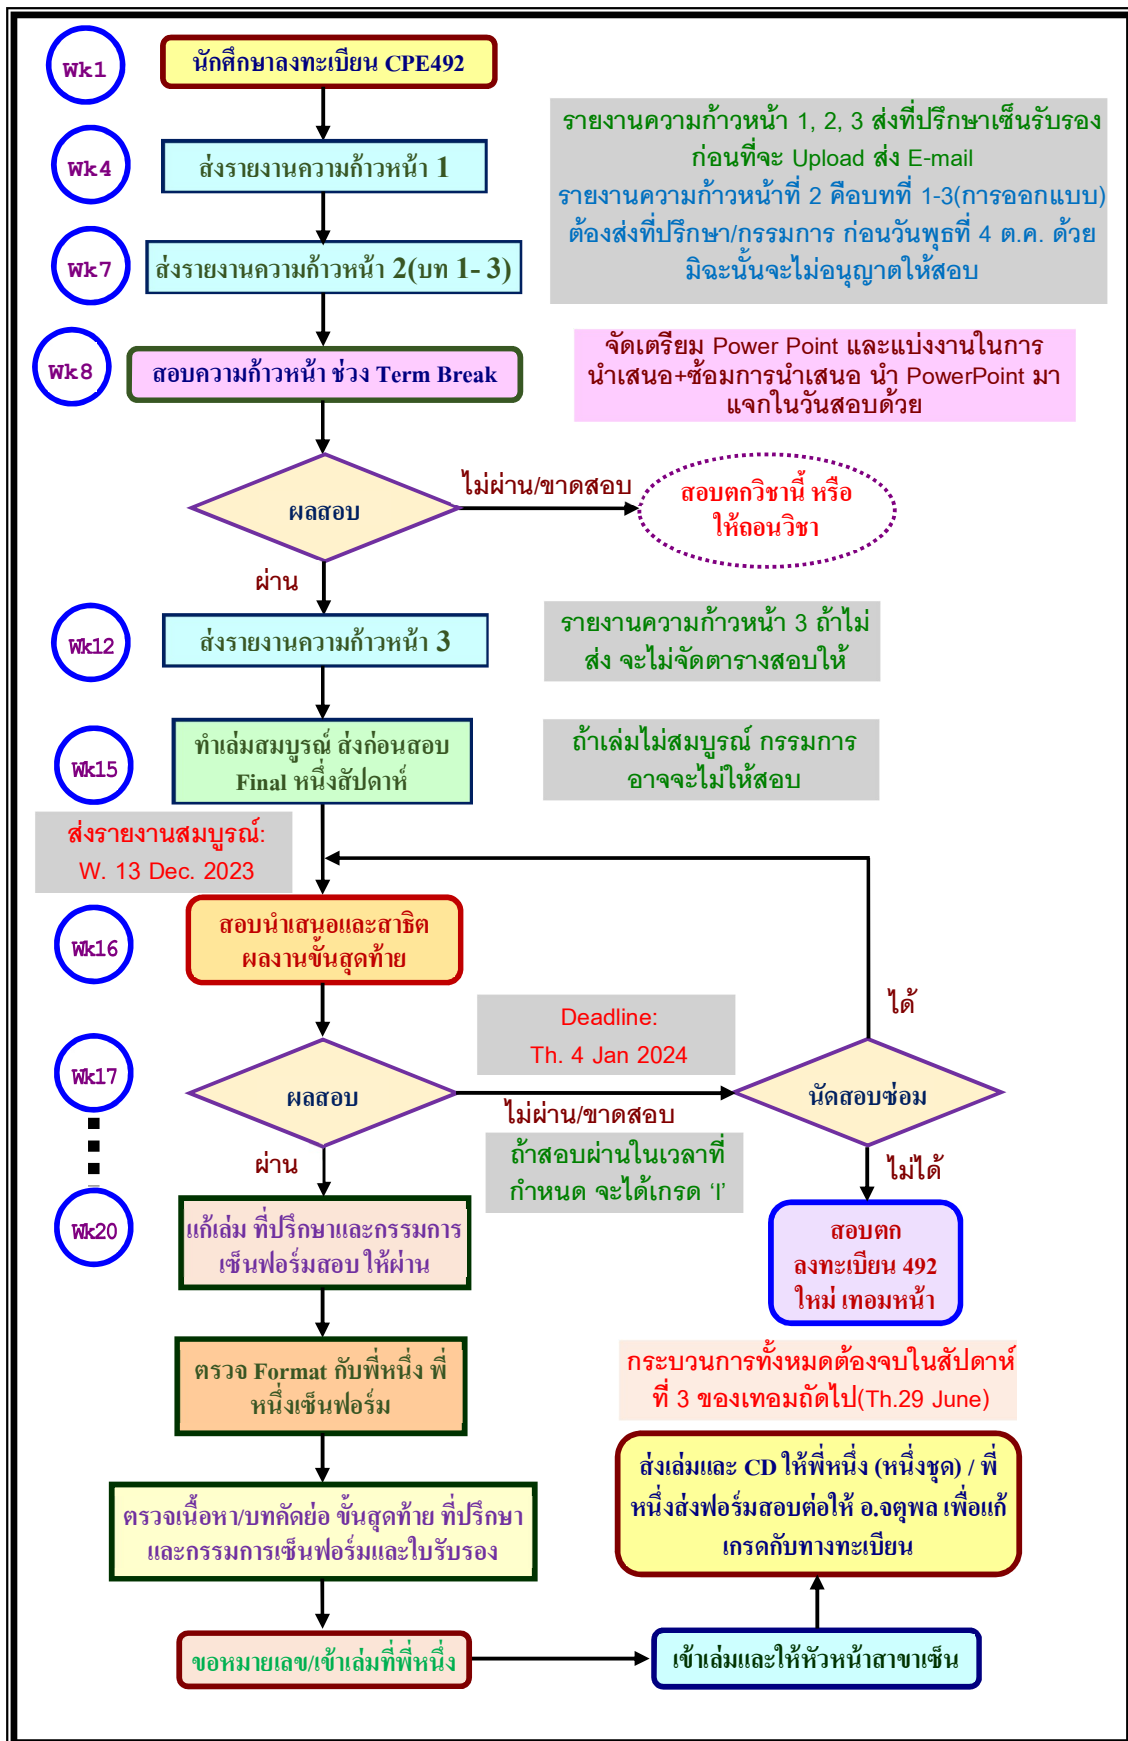 Wk1
นักศึกษาลงทะเบียน CPE492
รายงานความก้าวหน้า 1, 2, 3 ส่งที่ปรึกษาเซ็นรับรอง
ก่อนที่จะ Upload ส่ง E-mail
รายงานความก้าวหน้าที่ 2 คือบทที่ 1-3(การออกแบบ)
ต้องส่งที่ปรึกษา/กรรมการ ก่อนวันพุธที่ 4 ต.ค. ด้วย
มิฉะนั้นจะไม่อนุญาตให้สอบ
Wk4
ส่งรายงานความก้าวหน้า 1
Wk7
ส่งรายงานความก้าวหน้า 2(บท 1- 3)
Wk8
สอบความก้าวหน้า ช่วง Term Break
จัดเตรียม Power Point และแบ่งงานในการ
นำเสนอ+ซ้อมการนำเสนอ นำ PowerPoint มา
แจกในวันสอบด้วย
ผลสอบ
ไม่ผ่าน/ขาดสอบ
สอบตกวิชานี้ หรือ
ให้ถอนวิชา
ผ่าน
Wk12
ส่งรายงานความก้าวหน้า 3
รายงานความก้าวหน้า 3 ถ้าไม่
ส่ง จะไม่จัดตารางสอบให้
Wk15
ทำเล่มสมบูรณ์ ส่งก่อนสอบ
Final หนึ่งสัปดาห์
ถ้าเล่มไม่สมบูรณ์ กรรมการ
อาจจะไม่ให้สอบ
ส่งรายงานสมบูรณ์:
W. 13 Dec. 2023
Wk16
สอบนำเสนอและสาธิต
ผลงานขั้นสุดท้าย
Deadline:
Th. 4 Jan 2024
ได้
Wk17
ผลสอบ
ไม่ผ่าน/ขาดสอบ
นัดสอบซ่อม
ถ้าสอบผ่านในเวลาที่
กำหนด จะได้เกรด ‘I’
ผ่าน
ไม่ได้
Wk20
แก้เล่ม ที่ปรึกษาและกรรมการ
เซ็นฟอร์มสอบ ให้ผ่าน
สอบตก
ลงทะเบียน 492
ใหม่ เทอมหน้า
ตรวจ Format กับพี่หนึ่ง พี่
หนึ่งเซ็นฟอร์ม
กระบวนการทั้งหมดต้องจบในสัปดาห์
ที่ 3 ของเทอมถัดไป(Th.29 June)
ส่งเล่มและ CD ให้พี่หนึ่ง (หนึ่งชุด) / พี่
หนึ่งส่งฟอร์มสอบต่อให้ อ.จตุพล เพื่อแก้
เกรดกับทางทะเบียน
ตรวจเนื้อหา/บทคัดย่อ ขั้นสุดท้าย ที่ปรึกษา
และกรรมการเซ็นฟอร์มและใบรับรอง
ขอหมายเลข/เข้าเล่มที่พี่หนึ่ง
เข้าเล่มและให้หัวหน้าสาขาเซ็น